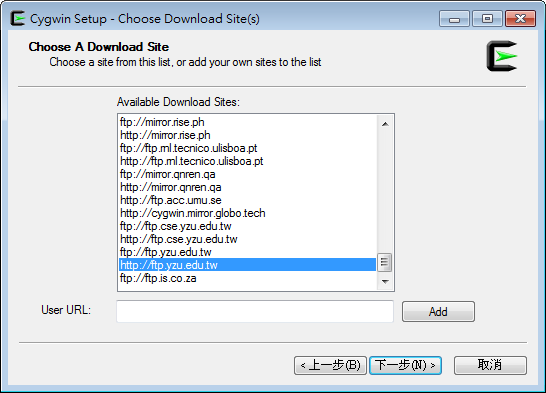 Cygwin Setup - Choose Download Site(s)
Choose A Download Site
Choose a site from this list, or add your own sites to the list
Available Download Sites:
ftp://mirror.rise.ph
http://mirror.rise.ph
ftp://ftp.rnl.tecnico.ulisboa.pt
http://ftp.rnl.tecnico.ulisboa.pt
ftp://mirror.qnren.qa
http://mirror.qnren.qa
ftp://ftp.acc.umu.se
http://cygwin.mirror.globo.tech
ftp://ftp.cse.yzu.edu.tw
http://ftp.cse.yzu.edu.tw
ftp://ftp.yzu.edu.tw
http://ftp.yzu.edu.tw
ftp://ftp.is.co.za
User URL:
Add
< 上一步(B)
下一步(N) >
取消